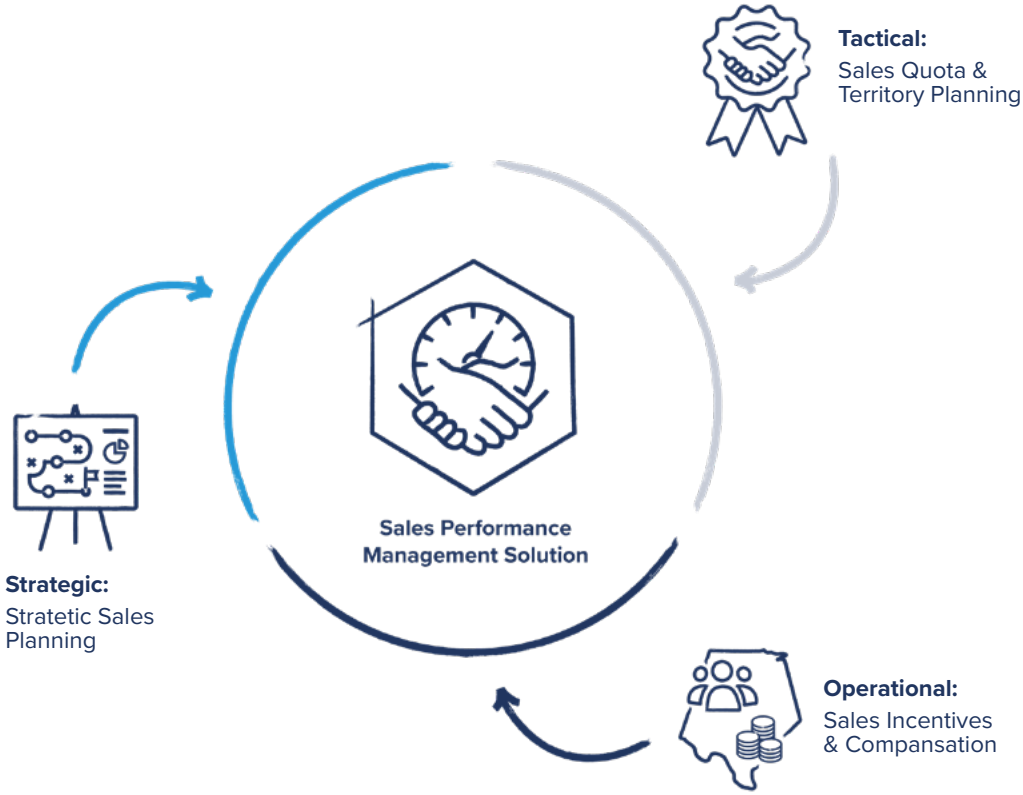 Tactical:
Sales Quota &
Territory Planning
Sales Performance
Management Solution
Strategic:
Stratetic Sales
Planning
Operational:
Sales Incentives
& Compansation